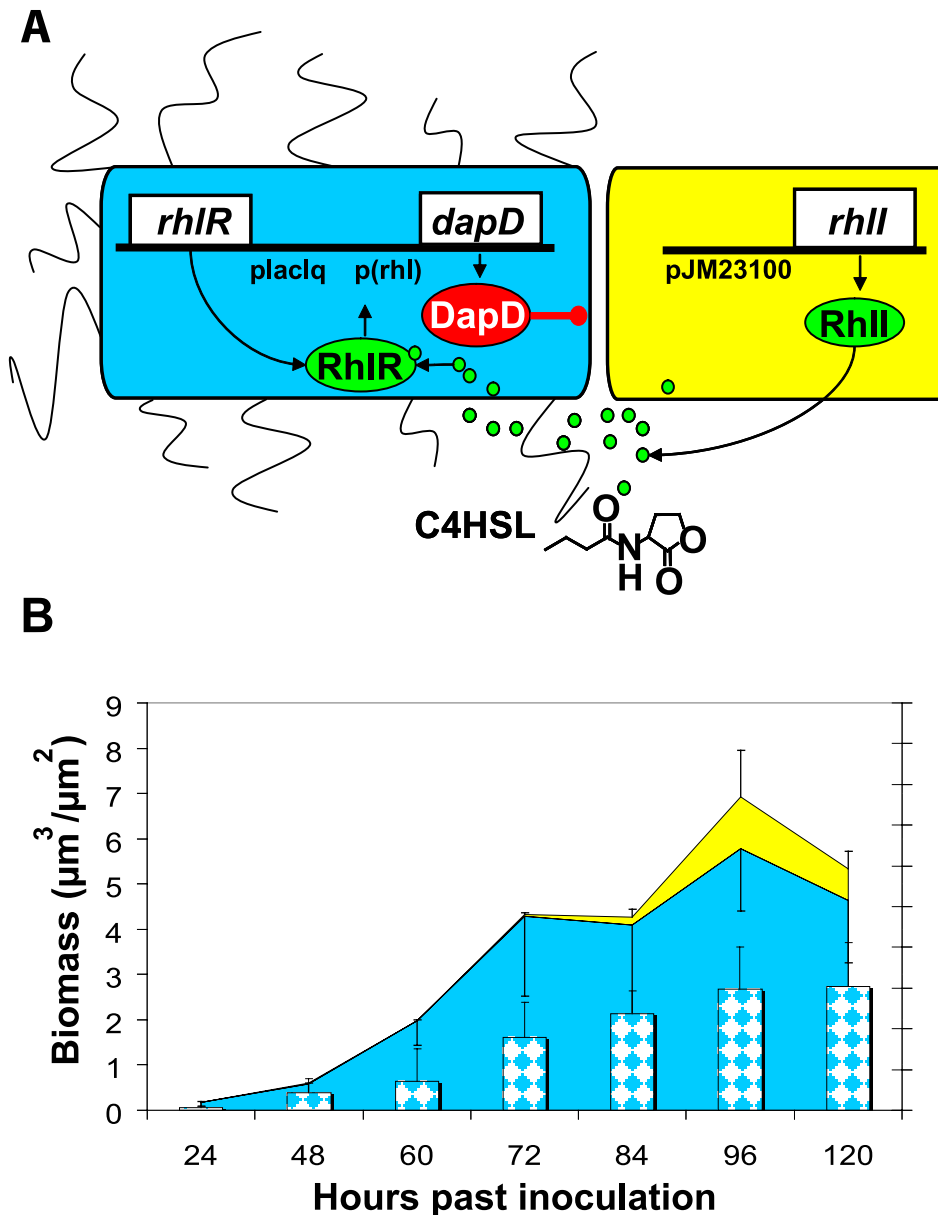 A
rhlR
dapD
rhlI
placIq
p(rhl)
pJM23100
DapD
RhlR
RhlI
C4HSL
O
N
H
O
O
B
Biomass (µm³/µm²)
9
8
7
6
5
4
3
2
1
0
24 48 60 72 84 96 120
Hours past inoculation